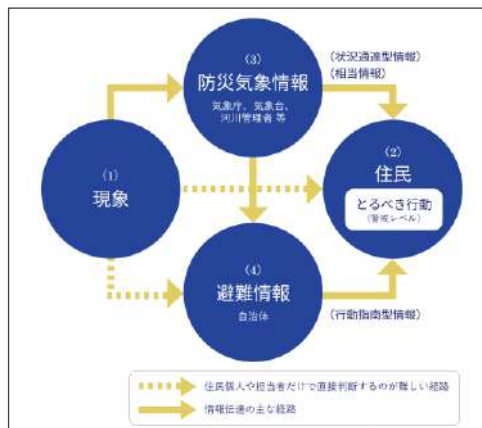 (3)
防災気象情報
気象庁、気象台、
河川管理者 等
(状況通達型情報)
(相当情報)
(1)
現象
(2)
住民
とるべき行動
(警戒レベル)
(4)
避難情報
自治体
(行動指南型情報)
住民個人や担当者だけで直接判断するのが難しい経路
情報伝達の主な経路